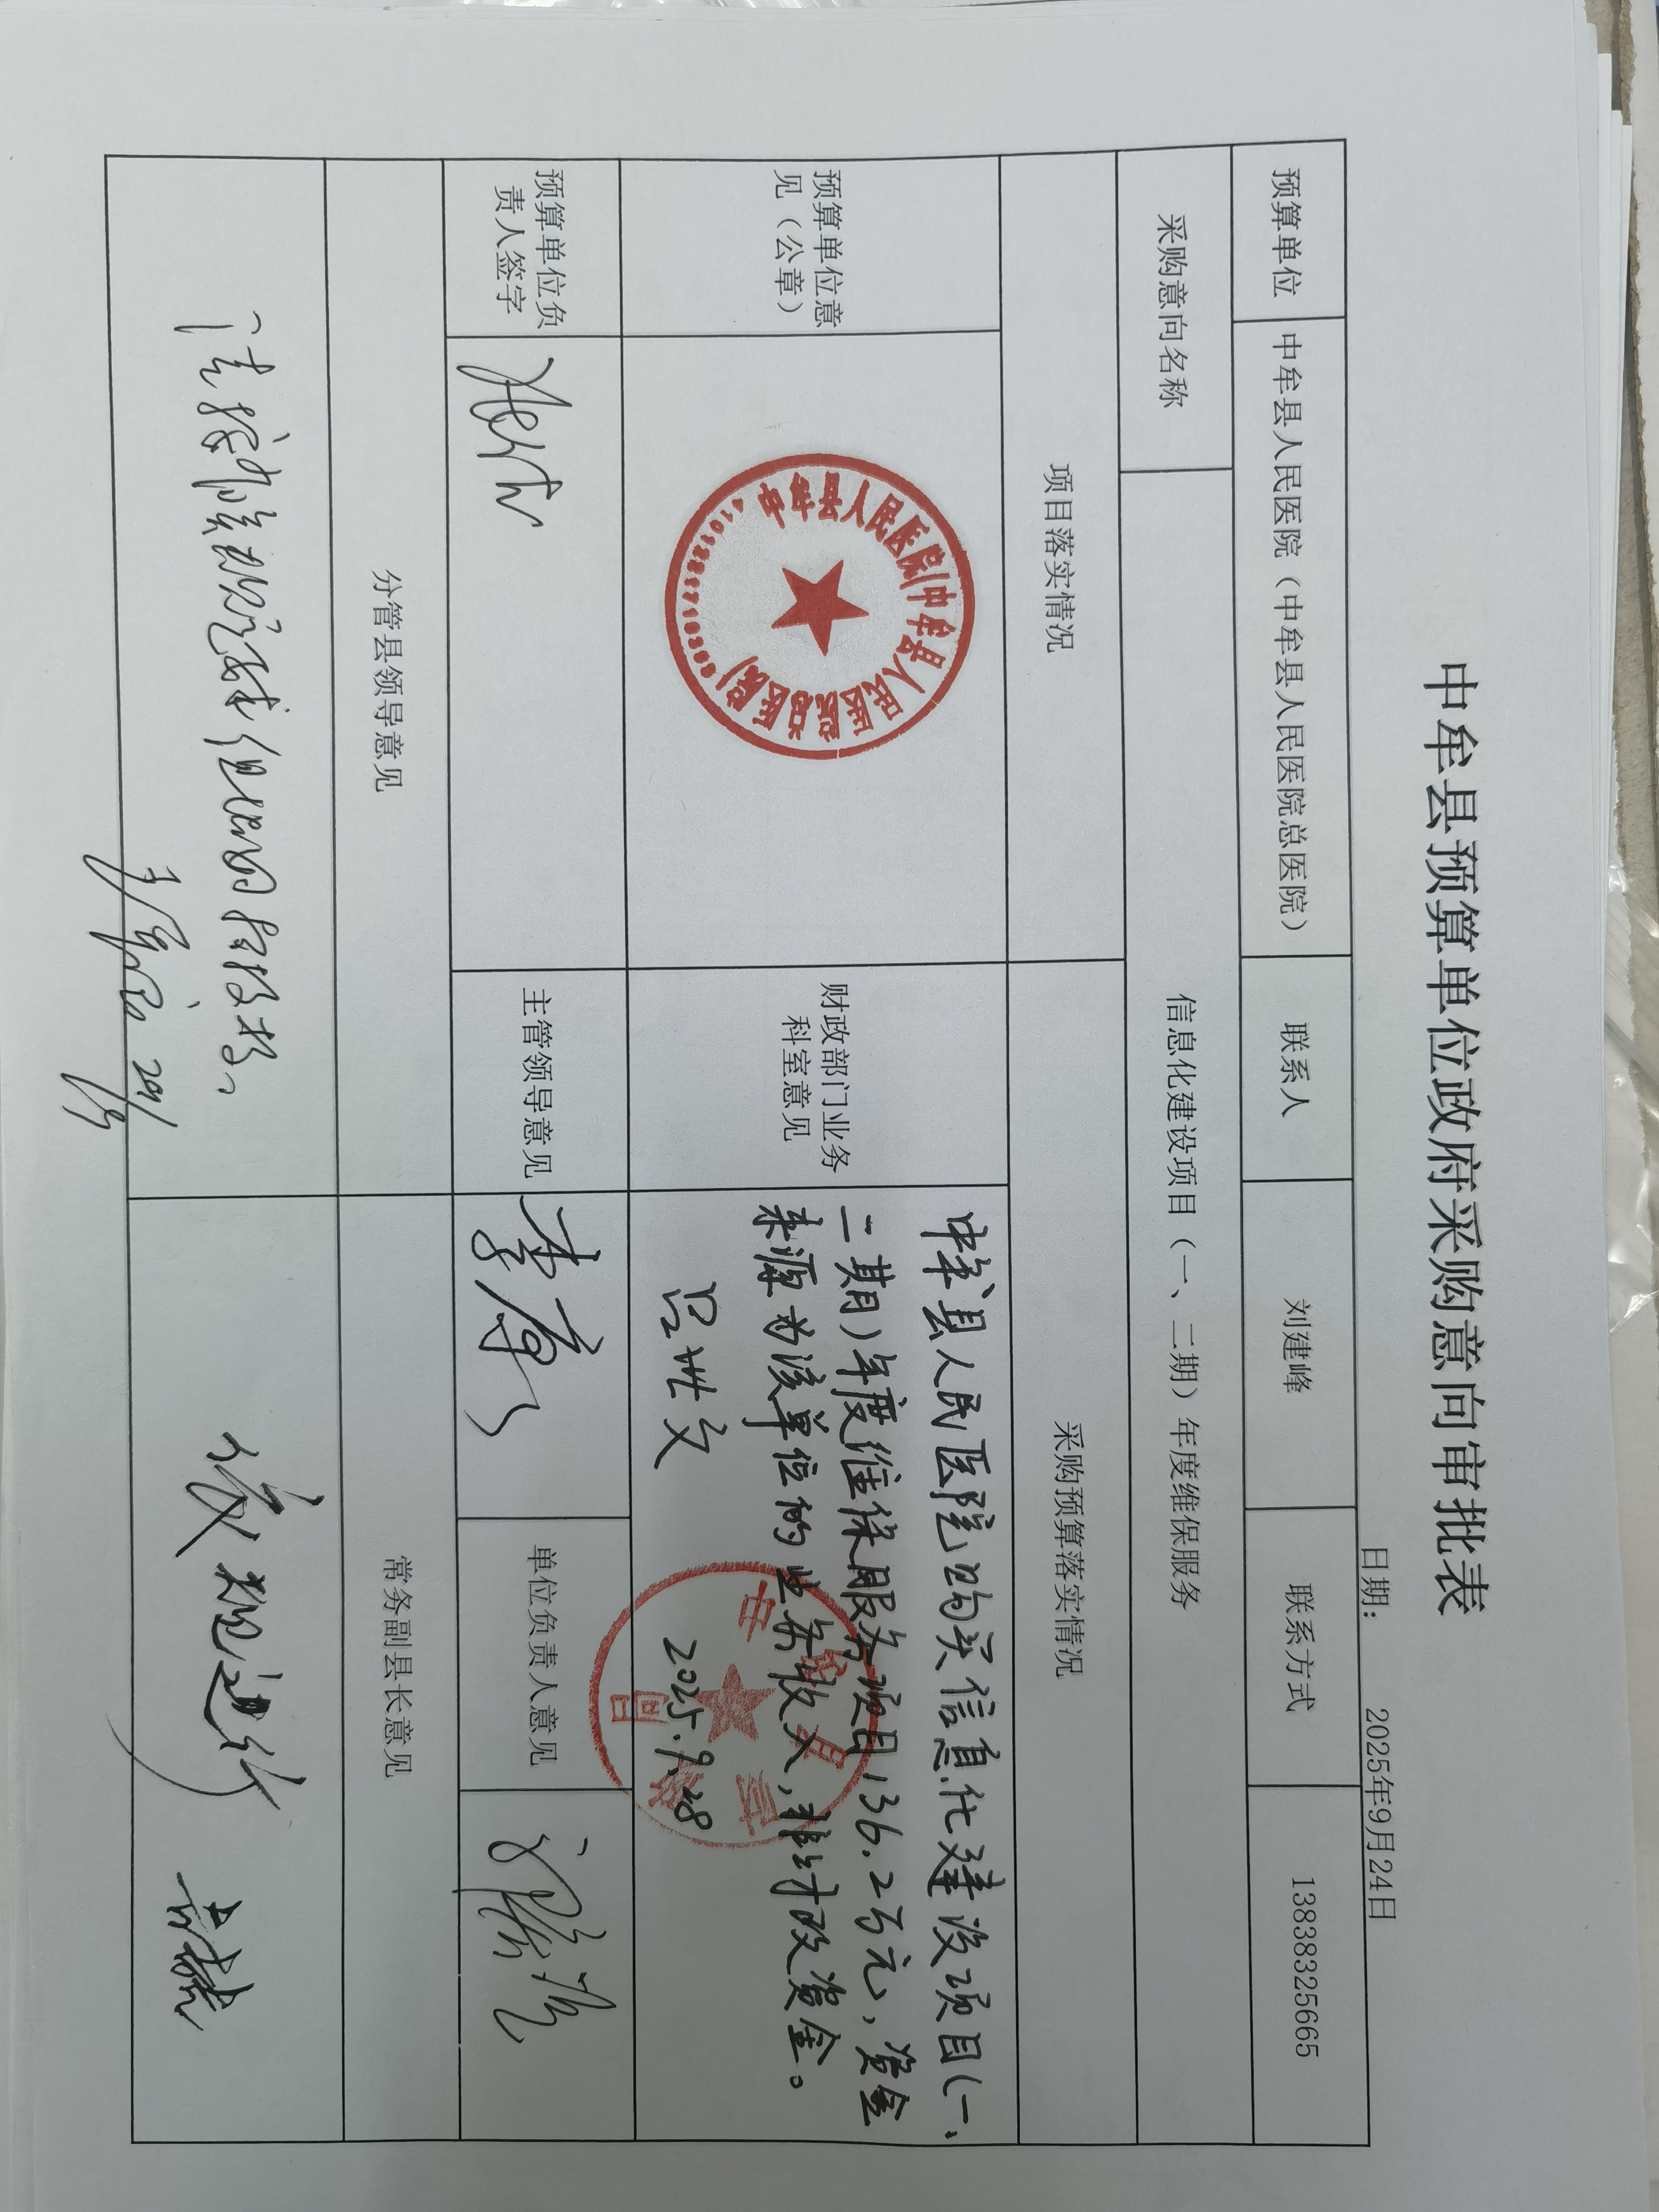 中牟县预算单位政府采购意向审批表
日期: 2025年9月24日
预算单位
中牟县人民医院（中牟县人民医院总医院）
联系人
刘建峰
联系方式
13838325665
采购意向名称
信息化建设项目（一、二期）年度维保服务
项目落实情况
采购预算落实情况
预算单位意
见（公章）
中牟县人民医院(中牟县人民医院总医院)
财政部门业务
科室意见
中牟县人民医院购买信息化建设项目(一、
二期)年度维保服务项目136.2万元，资金
来源为该单位的业务收入，非财政资金。
吕世文
2025.9.28
预算单位负
责人签字
主管领导意见
单位负责人意见
分管县领导意见
常务副县长意见